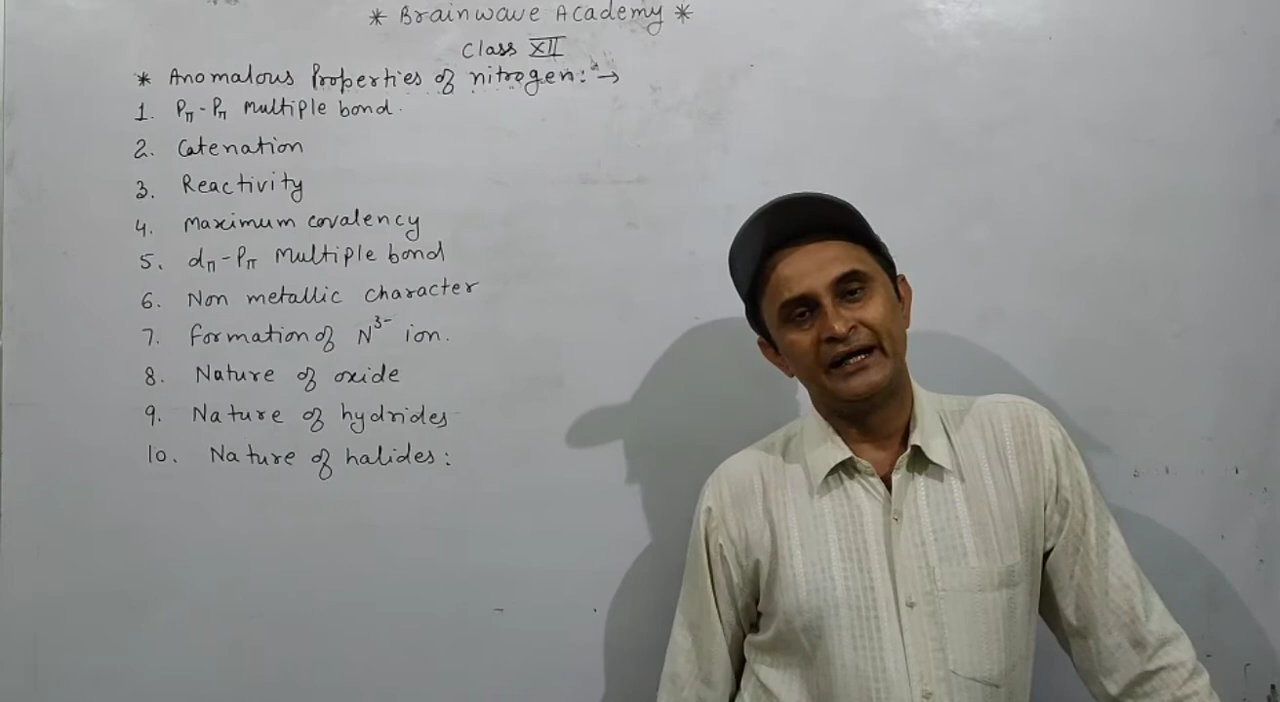 * Brainwave Academy *
Class XII
* Anomalous Properties of nitrogen:→
1. Pπ-Pπ Multiple bond.
2. Catenation
3. Reactivity
4. Maximum covalency
5. dπ-Pπ Multiple bond
6. Non metallic character
7. Formation of N³⁻ ion.
8. Nature of oxide
9. Nature of hydrides
10. Nature of halides: